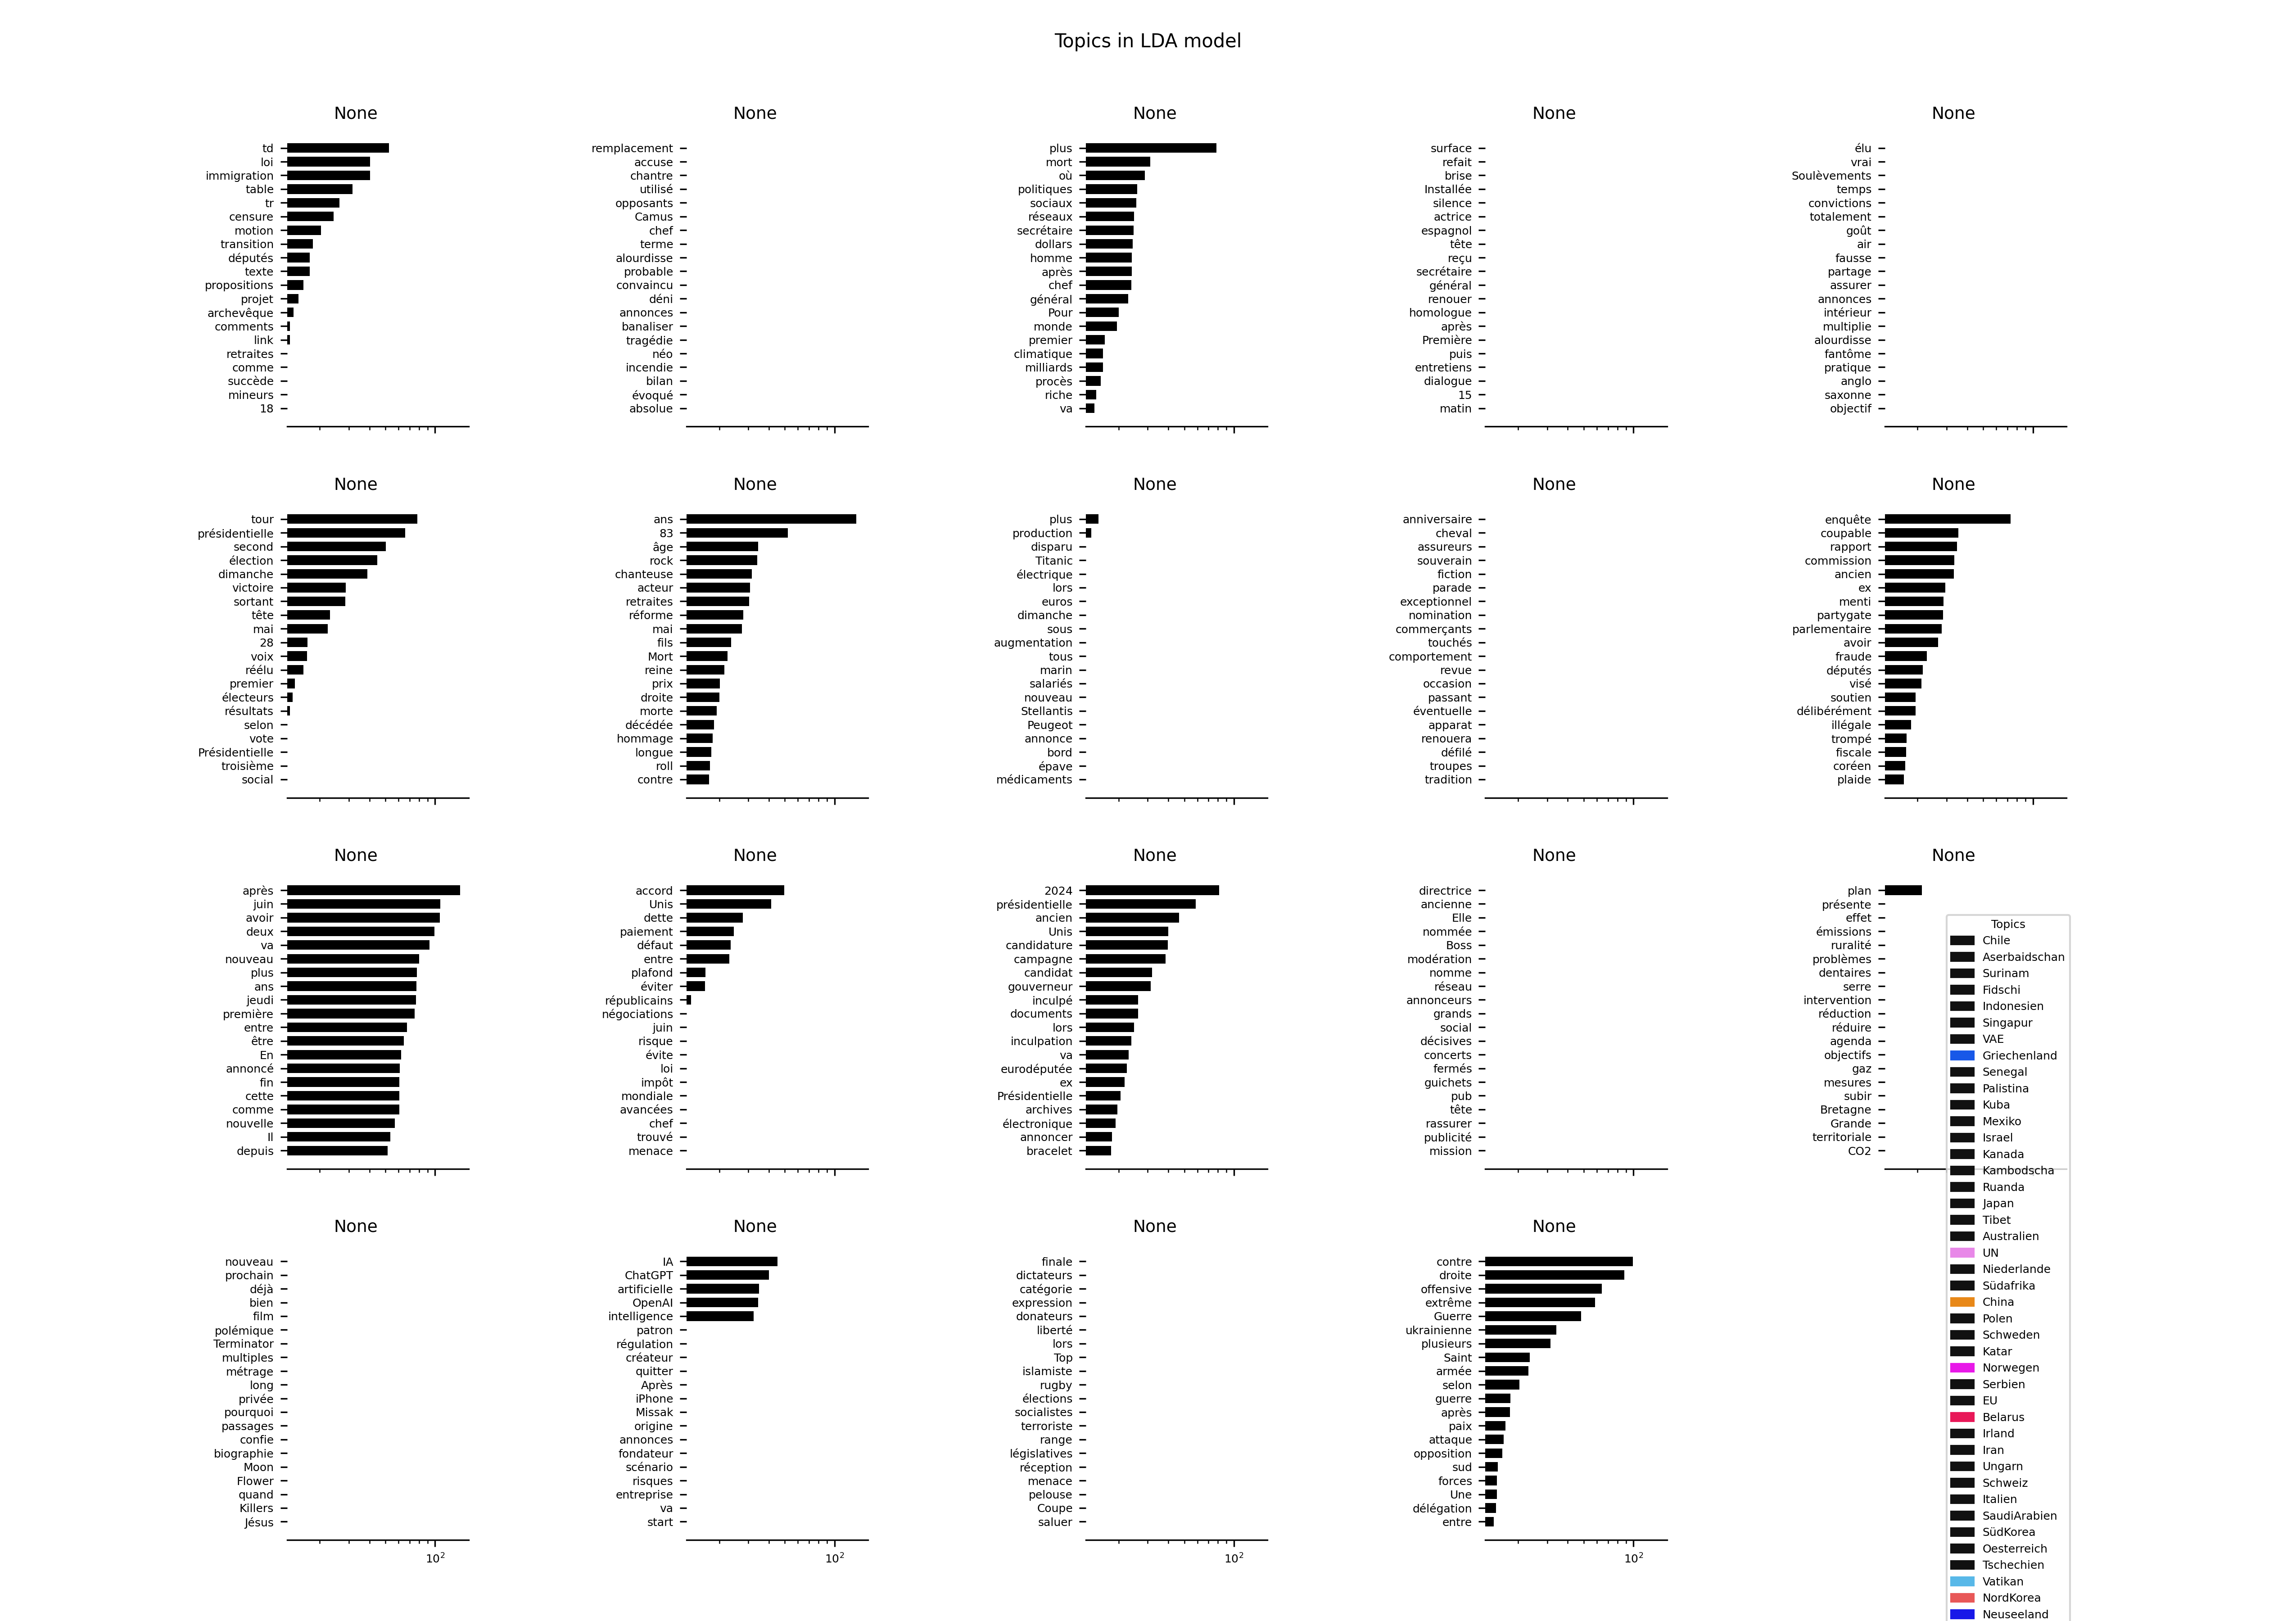 Topics in LDA model
None
td
loi
immigration
table
tr
censure
motion
transition
députés
texte
propositions
projet
archevêque
comments
link
retraites
comme
succède
mineurs
18
None
remplacement
accuse
chantre
utilisé
opposants
Camus
chef
terme
alourdisse
probable
convaincu
déni
annonces
banaliser
tragédie
néo
incendie
bilan
évoqué
absolue
None
plus
mort
où
politiques
sociaux
réseaux
secrétaire
dollars
homme
après
chef
général
Pour
monde
premier
climatique
milliards
procès
riche
va
None
surface
refait
brise
Installée
silence
actrice
espagnol
tête
reçu
secrétaire
général
renouer
homologue
après
Première
puis
entretiens
dialogue
15
matin
None
élu
vrai
Soulèvements
temps
convictions
totalement
goût
air
fausse
partage
assurer
annonces
intérieur
multiplie
alourdisse
fantôme
pratique
anglo
saxonne
objectif
None
tour
présidentielle
second
élection
dimanche
victoire
sortant
tête
mai
28
voix
réélu
premier
électeurs
résultats
selon
vote
Présidentielle
troisième
social
None
ans
83
âge
rock
chanteuse
acteur
retraites
réforme
mai
fils
Mort
reine
prix
droite
morte
décédée
hommage
longue
roll
contre
None
plus
production
disparu
Titanic
électrique
lors
euros
dimanche
sous
augmentation
tous
marin
salariés
nouveau
Stellantis
Peugeot
annonce
bord
épave
médicaments
None
anniversaire
cheval
assureurs
souverain
fiction
parade
exceptionnel
nomination
commerçants
touchés
comportement
revue
occasion
passant
éventuelle
apparat
renouera
défilé
troupes
tradition
None
enquête
coupable
rapport
commission
ancien
ex
menti
partygate
parlementaire
avoir
fraude
députés
visé
soutien
délibérément
illégale
trompé
fiscale
coréen
plaide
None
après
juin
avoir
deux
va
nouveau
plus
ans
jeudi
première
entre
être
En
annoncé
fin
cette
comme
nouvelle
Il
depuis
None
accord
Unis
dette
paiement
défaut
entre
plafond
éviter
républicains
négociations
juin
risque
évite
loi
impôt
mondiale
avancées
chef
trouvé
menace
None
2024
présidentielle
ancien
Unis
candidature
campagne
candidat
gouverneur
inculpé
documents
lors
inculpation
va
eurodéputée
ex
Présidentielle
archives
électronique
annoncer
bracelet
None
directrice
ancienne
Elle
nommée
Boss
modération
nomme
réseau
annonceurs
grands
social
décisives
concerts
fermés
guichets
pub
tête
rassurer
publicité
mission
None
plan
présente
effet
émissions
ruralité
problèmes
dentaires
serre
intervention
réduction
réduire
agenda
objectifs
gaz
mesures
subir
Bretagne
Grande
territoriale
CO2
None
nouveau
prochain
déjà
bien
film
polémique
Terminator
multiples
métrage
long
privée
pourquoi
passages
confie
biographie
Moon
Flower
quand
Killers
Jésus
10²
None
IA
ChatGPT
artificielle
OpenAI
intelligence
patron
régulation
créateur
quitter
Après
iPhone
Missak
origine
annonces
fondateur
scénario
risques
entreprise
va
start
10²
None
finale
dictateurs
catégorie
expression
donateurs
liberté
lors
Top
islamiste
rugby
élections
socialistes
terroriste
range
législatives
réception
menace
pelouse
Coupe
saluer
10²
None
contre
droite
offensive
extrême
Guerre
ukrainienne
plusieurs
Saint
armée
selon
guerre
après
paix
attaque
opposition
sud
forces
Une
délégation
entre
10²
Topics
Chile
Aserbaidschan
Surinam
Fidschi
Indonesien
Singapur
VAE
Griechenland
Senegal
Palistina
Kuba
Mexiko
Israel
Kanada
Kambodscha
Ruanda
Japan
Tibet
Australien
UN
Niederlande
Südafrika
China
Polen
Schweden
Katar
Norwegen
Serbien
EU
Belarus
Irland
Iran
Ungarn
Schweiz
Italien
SaudiArabien
SüdKorea
Oesterreich
Tschechien
Vatikan
NordKorea
Neuseeland